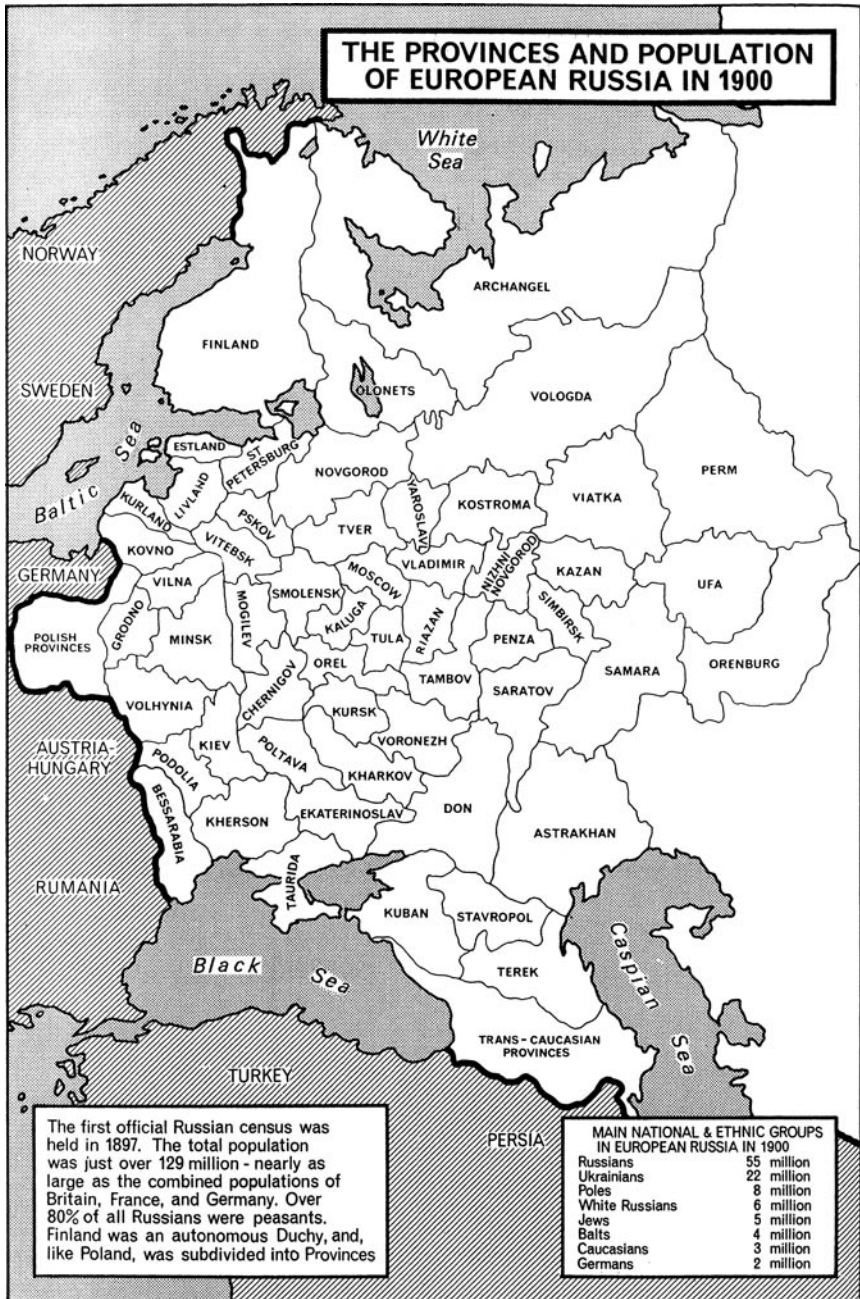 THE PROVINCES AND POPULATION
OF EUROPEAN RUSSIA IN 1900
White
Sea
NORWAY
ARCHANGEL
FINLAND
SWEDEN
OLONETS
VOLOGDA
Baltic Sea
ESTLAND
ST
PETERSBURG
NOVGOROD
PERM
LIVLAND
YAROSLAVL
KOSTROMA
VIATKA
KURLAND
PSKOV
TVER
KOVNO
VITEBSK
VLADIMIR
NIZHNI
NOVGOROD
MOSCOW
KAZAN
GERMANY
VILNA
SMOLENSK
UFA
GRODNO
MOGILEV
KALUGA
SIMBIRSK
POLISH
PROVINCES
MINSK
TULA
RIAZAN
PENZA
OREL
SAMARA
ORENBURG
CHERNIGOV
TAMBOV
SARATOV
VOLHYNIA
KURSK
AUSTRIA-
HUNGARY
KIEV
POLTAVA
VORONEZH
PODOLIA
KHARKOV
BESSARABIA
KHERSON
EKATERINOSLAV
DON
ASTRAKHAN
RUMANIA
TAURIDA
KUBAN
STAVROPOL
Black Sea
TEREK
Caspian Sea
TRANS-CAUCASIAN
PROVINCES
TURKEY
PERSIA
The first official Russian census was
held in 1897. The total population
was just over 129 million - nearly as
large as the combined populations of
Britain, France, and Germany. Over
80% of all Russians were peasants.
Finland was an autonomous Duchy, and,
like Poland, was subdivided into Provinces
MAIN NATIONAL & ETHNIC GROUPS
IN EUROPEAN RUSSIA IN 1900
Russians 55 million
Ukrainians 22 million
Poles 8 million
White Russians 6 million
Jews 5 million
Balts 4 million
Caucasians 3 million
Germans 2 million